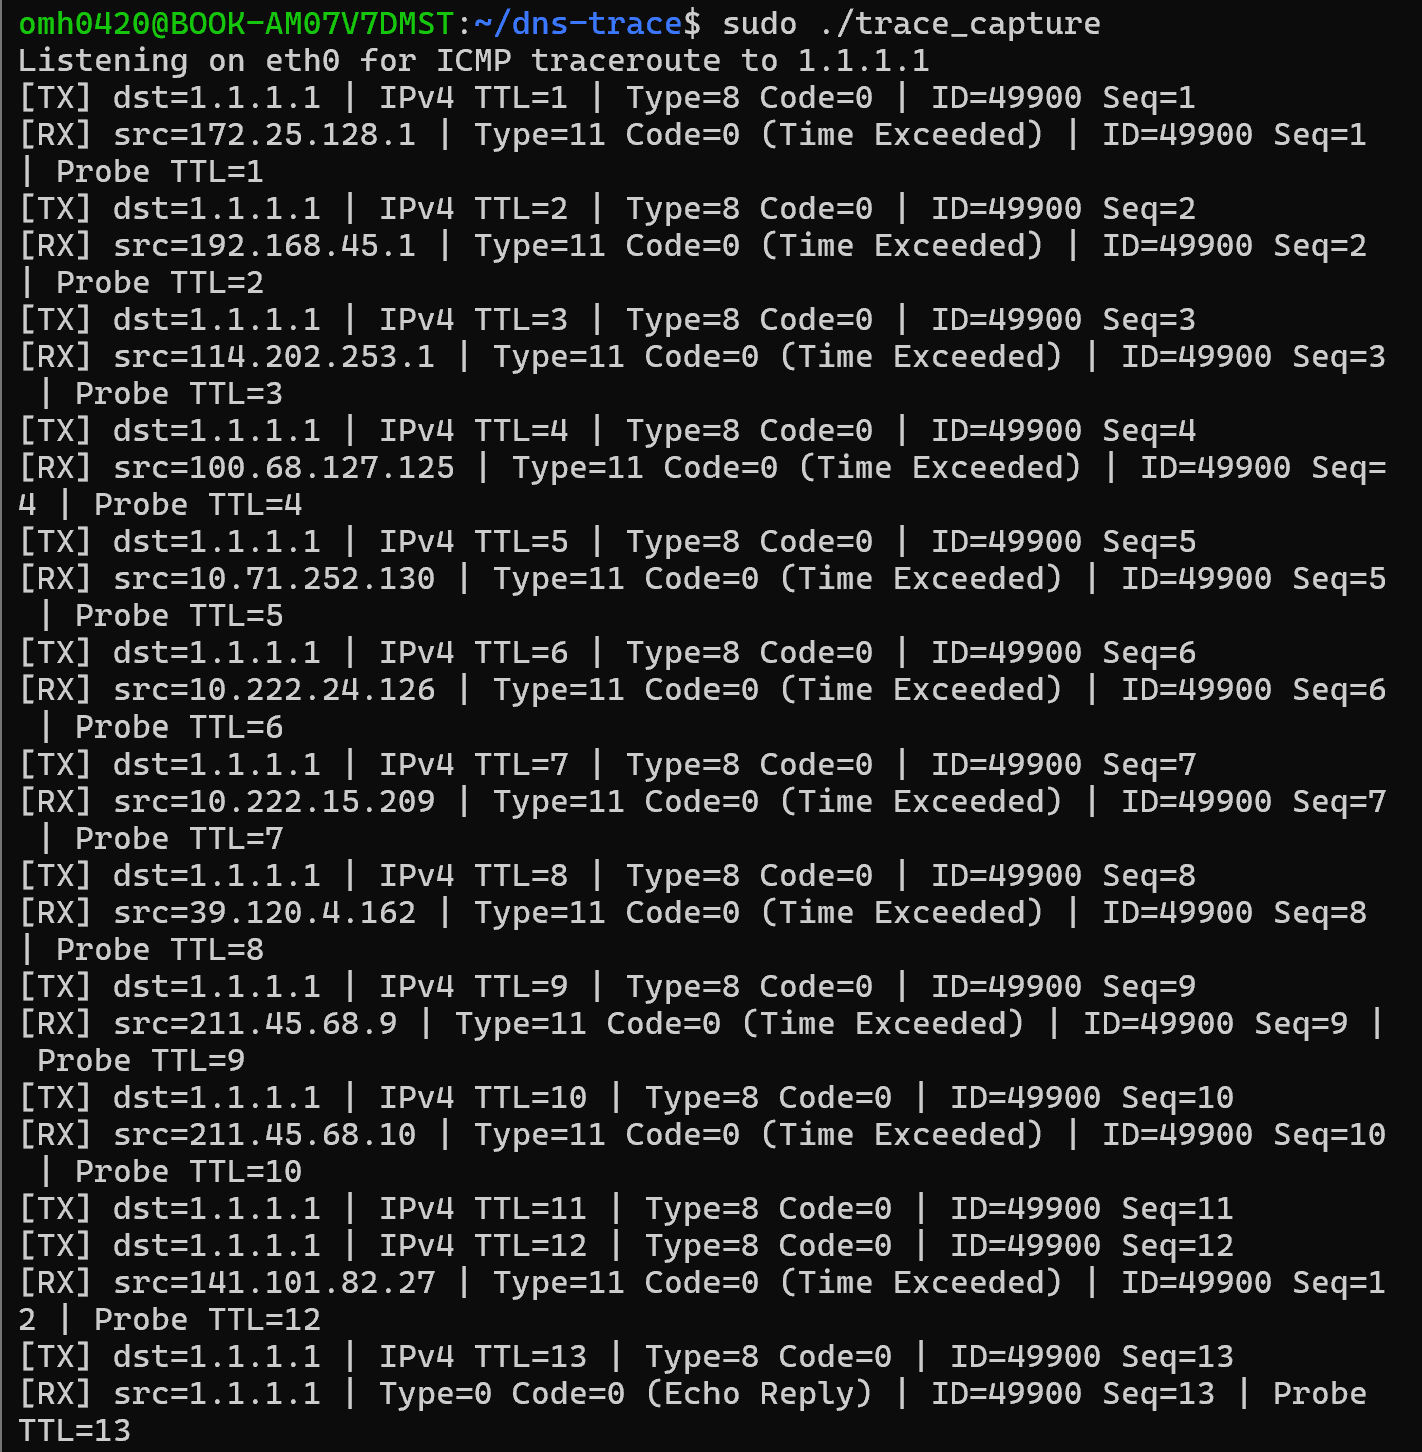 omh0420@BOOK-AM07V7DMST:~/dns-trace$ sudo ./trace_capture
Listening on eth0 for ICMP traceroute to 1.1.1.1
[TX] dst=1.1.1.1 | IPv4 TTL=1 | Type=8 Code=0 | ID=49900 Seq=1
[RX] src=172.25.128.1 | Type=11 Code=0 (Time Exceeded) | ID=49900 Seq=1
| Probe TTL=1
[TX] dst=1.1.1.1 | IPv4 TTL=2 | Type=8 Code=0 | ID=49900 Seq=2
[RX] src=192.168.45.1 | Type=11 Code=0 (Time Exceeded) | ID=49900 Seq=2
| Probe TTL=2
[TX] dst=1.1.1.1 | IPv4 TTL=3 | Type=8 Code=0 | ID=49900 Seq=3
[RX] src=114.202.253.1 | Type=11 Code=0 (Time Exceeded) | ID=49900 Seq=3
 | Probe TTL=3
[TX] dst=1.1.1.1 | IPv4 TTL=4 | Type=8 Code=0 | ID=49900 Seq=4
[RX] src=100.68.127.125 | Type=11 Code=0 (Time Exceeded) | ID=49900 Seq=
4 | Probe TTL=4
[TX] dst=1.1.1.1 | IPv4 TTL=5 | Type=8 Code=0 | ID=49900 Seq=5
[RX] src=10.71.252.130 | Type=11 Code=0 (Time Exceeded) | ID=49900 Seq=5
 | Probe TTL=5
[TX] dst=1.1.1.1 | IPv4 TTL=6 | Type=8 Code=0 | ID=49900 Seq=6
[RX] src=10.222.24.126 | Type=11 Code=0 (Time Exceeded) | ID=49900 Seq=6
 | Probe TTL=6
[TX] dst=1.1.1.1 | IPv4 TTL=7 | Type=8 Code=0 | ID=49900 Seq=7
[RX] src=10.222.15.209 | Type=11 Code=0 (Time Exceeded) | ID=49900 Seq=7
 | Probe TTL=7
[TX] dst=1.1.1.1 | IPv4 TTL=8 | Type=8 Code=0 | ID=49900 Seq=8
[RX] src=39.120.4.162 | Type=11 Code=0 (Time Exceeded) | ID=49900 Seq=8
| Probe TTL=8
[TX] dst=1.1.1.1 | IPv4 TTL=9 | Type=8 Code=0 | ID=49900 Seq=9
[RX] src=211.45.68.9 | Type=11 Code=0 (Time Exceeded) | ID=49900 Seq=9 |
 Probe TTL=9
[TX] dst=1.1.1.1 | IPv4 TTL=10 | Type=8 Code=0 | ID=49900 Seq=10
[RX] src=211.45.68.10 | Type=11 Code=0 (Time Exceeded) | ID=49900 Seq=10
 | Probe TTL=10
[TX] dst=1.1.1.1 | IPv4 TTL=11 | Type=8 Code=0 | ID=49900 Seq=11
[TX] dst=1.1.1.1 | IPv4 TTL=12 | Type=8 Code=0 | ID=49900 Seq=12
[RX] src=141.101.82.27 | Type=11 Code=0 (Time Exceeded) | ID=49900 Seq=1
2 | Probe TTL=12
[TX] dst=1.1.1.1 | IPv4 TTL=13 | Type=8 Code=0 | ID=49900 Seq=13
[RX] src=1.1.1.1 | Type=0 Code=0 (Echo Reply) | ID=49900 Seq=13 | Probe
TTL=13